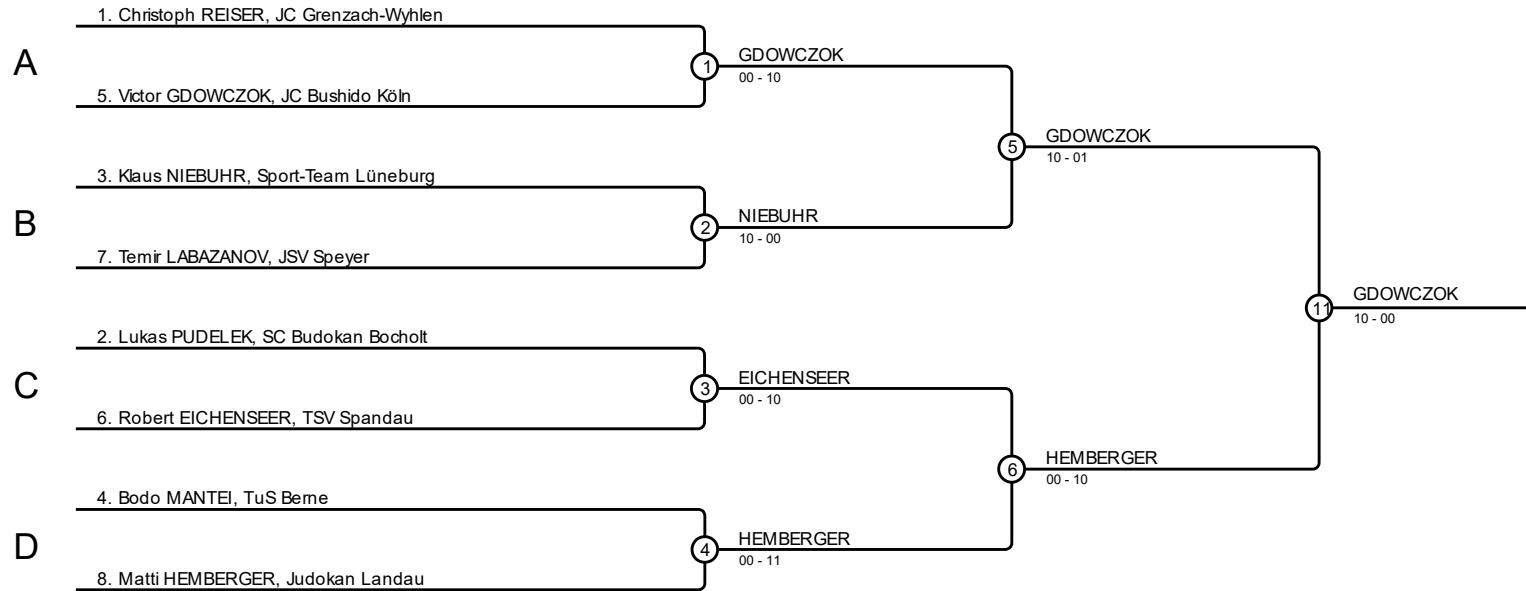 1. Christoph REISER, JC Grenzach-Wyhlen
A
1
GDOWCZOK
00 - 10
5. Victor GDOWCZOK, JC Bushido Köln
5
GDOWCZOK
10 - 01
3. Klaus NIEBUHR, Sport-Team Lüneburg
B
2
NIEBUHR
10 - 00
7. Temir LABAZANOV, JSV Speyer
11
GDOWCZOK
10 - 00
2. Lukas PUDELEK, SC Budokan Bocholt
C
3
EICHENSEER
00 - 10
6. Robert EICHENSEER, TSV Spandau
6
HEMBERGER
00 - 10
4. Bodo MANTEI, TuS Berne
D
4
HEMBERGER
00 - 11
8. Matti HEMBERGER, Judokan Landau